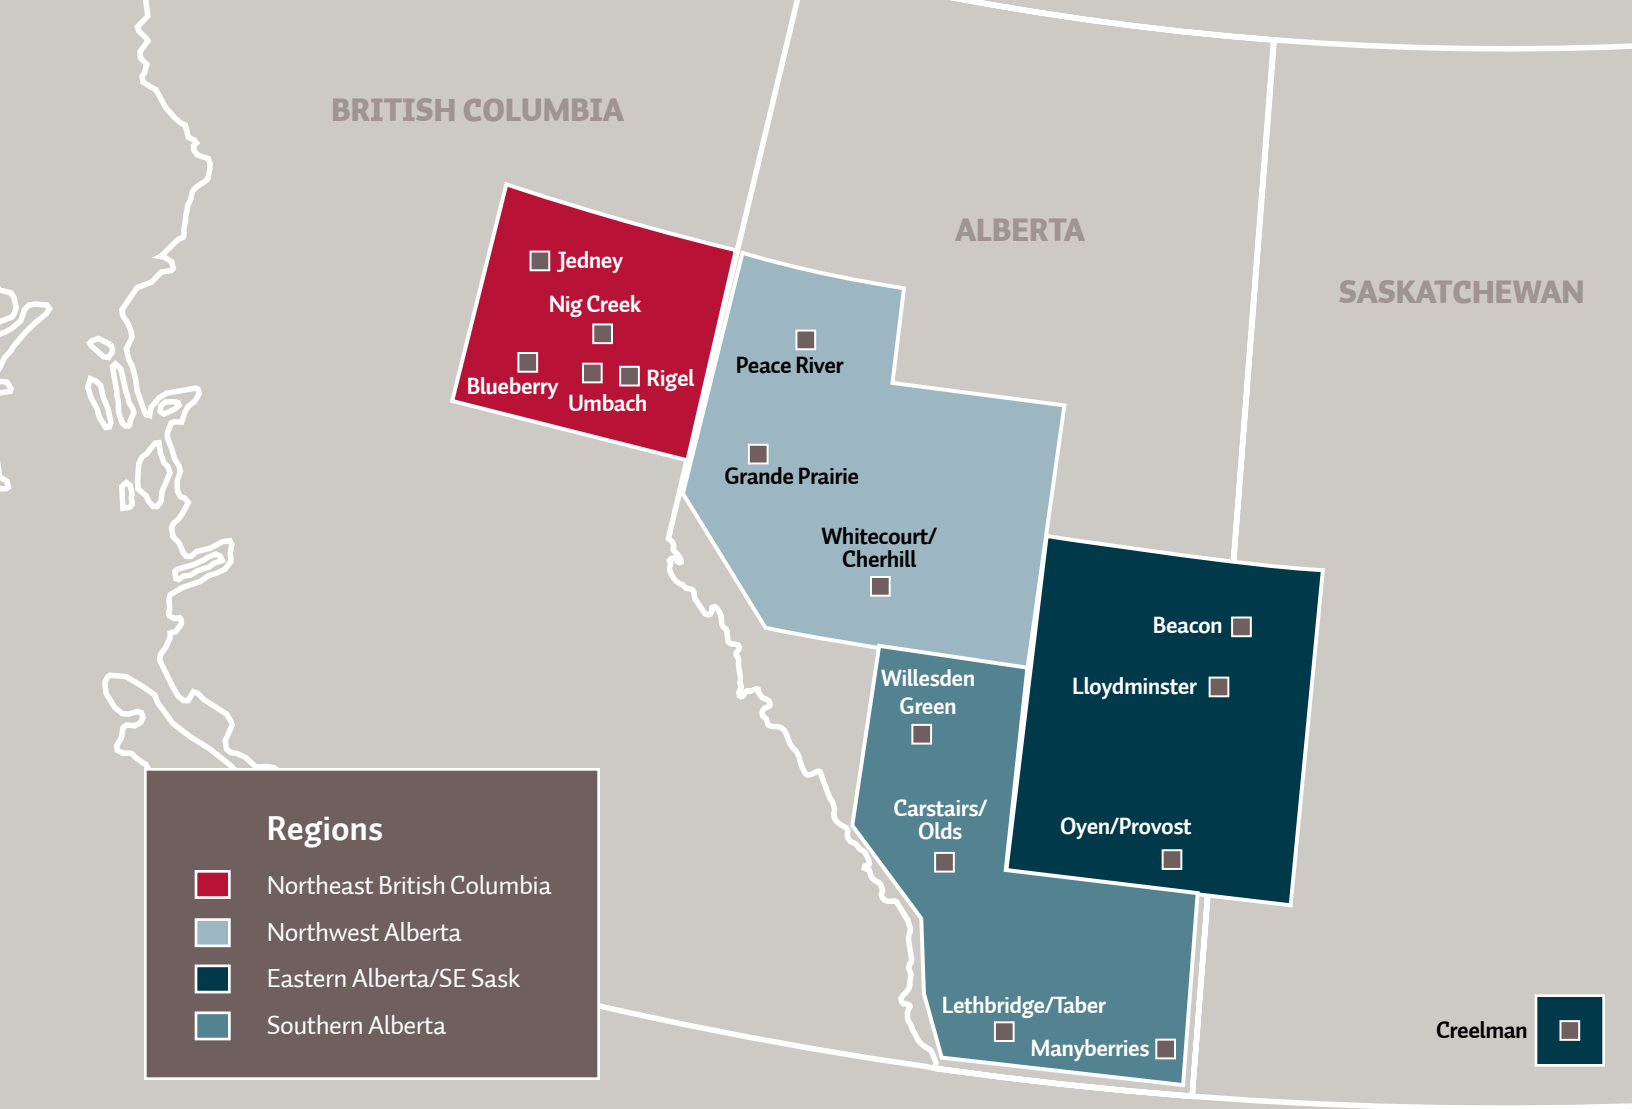 BRITISH COLUMBIA
ALBERTA
SASKATCHEWAN
Jedney
Nig Creek
Blueberry
Umbach
Rigel
Peace River
Grande Prairie
Whitecourt/
Cherhill
Beacon
Lloydminster
Oyen/Provost
Willesden
Green
Carstairs/
Olds
Lethbridge/Taber
Manyberries
Creelman
Regions
Northeast British Columbia
Northwest Alberta
Eastern Alberta/SE Sask
Southern Alberta